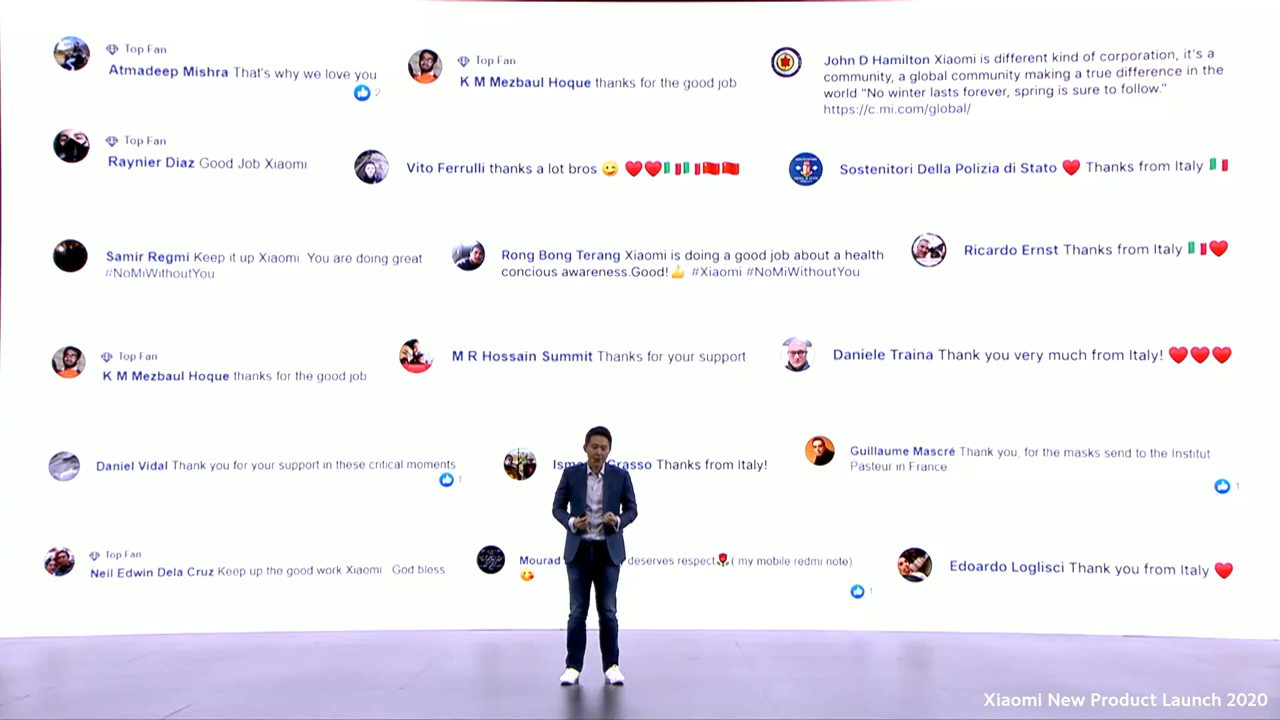 Top Fan
Atmadeep Mishra That's why we love you
2
Top Fan
K M Mezbaul Hoque thanks for the good job
John D Hamilton Xiaomi is different kind of corporation, it's a
community, a global community making a true difference in the
world "No winter lasts forever, spring is sure to follow."
https://c.mi.com/global/
Top Fan
Raynier Diaz Good Job Xiaomi
Vito Ferrulli thanks a lot bros 😉 ❤️❤️🇮🇹🇮🇹🇨🇳🇨🇳
Sostenitori Della Polizia di Stato ❤️ Thanks from Italy 🇮🇹
Samir Regmi Keep it up Xiaomi You are doing great
#NoMiWithoutYou
Rong Bong Terang Xiaomi is doing a good job about a health
concious awareness.Good!👍 #Xiaomi #NoMiWithoutYou
Ricardo Ernst Thanks from Italy 🇮🇹❤️
Top Fan
K M Mezbaul Hoque thanks for the good job
M R Hossain Summit Thanks for your support
Daniele Traina Thank you very much from Italy! ❤️❤️❤️
Daniel Vidal Thank you for your support in these critical moments
1
Grasso Thanks from Italy!
Guillaume Mascré Thank you, for the masks send to the Institut
Pasteur in France
1
Top Fan
Neil Edwin Dela Cruz Keep up the good work Xiaomi God bless
Mourad deserves respect🌹( my mobile redmi note)
😘
1
Edoardo Loglisci Thank you from Italy ❤️
Xiaomi New Product Launch 2020